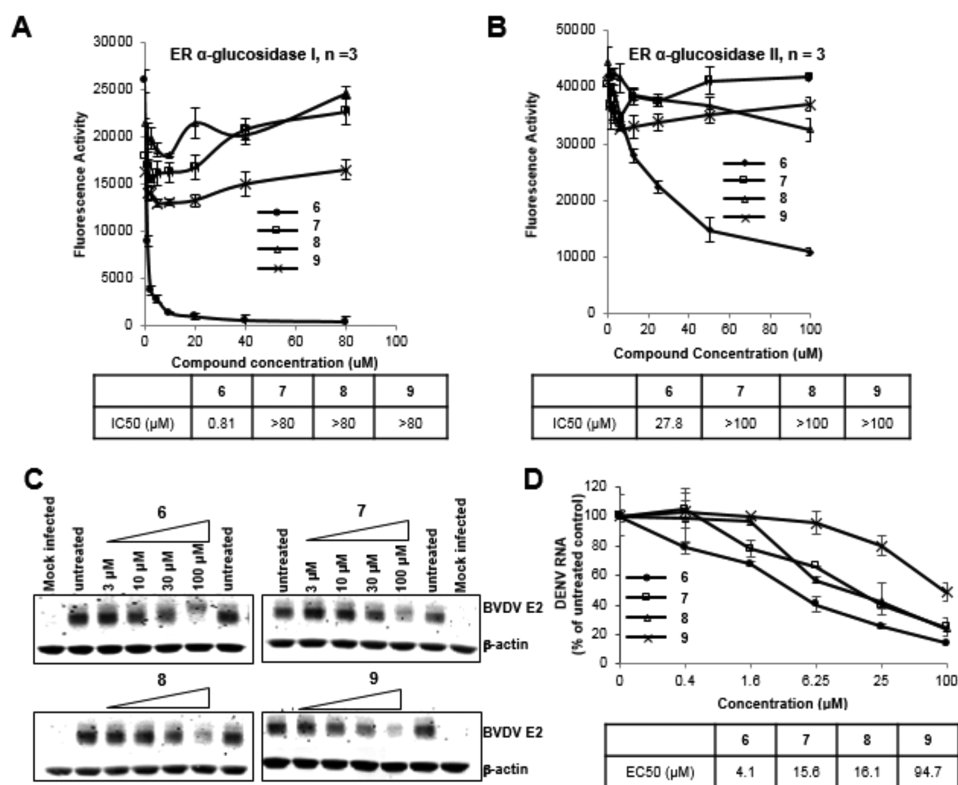 A
ER α-glucosidase I, n =3
Fluorescence Activity
30000
25000
20000
15000
10000
5000
0
0 20 40 60 80 100
Compound concentration (uM)
6
7
8
9
6 7 8 9
IC50 (μM) 0.81 >80 >80 >80
B
ER α-glucosidase II, n = 3
Fluorescence Activity
50000
40000
30000
20000
10000
0
0 20 40 60 80 100
Compound Concentration (uM)
6
7
8
9
6 7 8 9
IC50 (μM) 27.8 >100 >100 >100
C
Mock infected
untreated
6
3 μM
10 μM
30 μM
100 μM
untreated
untreated
7
3 μM
10 μM
30 μM
100 μM
untreated
Mock infected
BVDV E2
β-actin
8
9
BVDV E2
β-actin
D
DENV RNA
(% of untreated control)
120
100
80
60
40
20
0
0 0.4 1.6 6.25 25 100
Concentration (μM)
6
7
8
9
6 7 8 9
EC50 (μM) 4.1 15.6 16.1 94.7